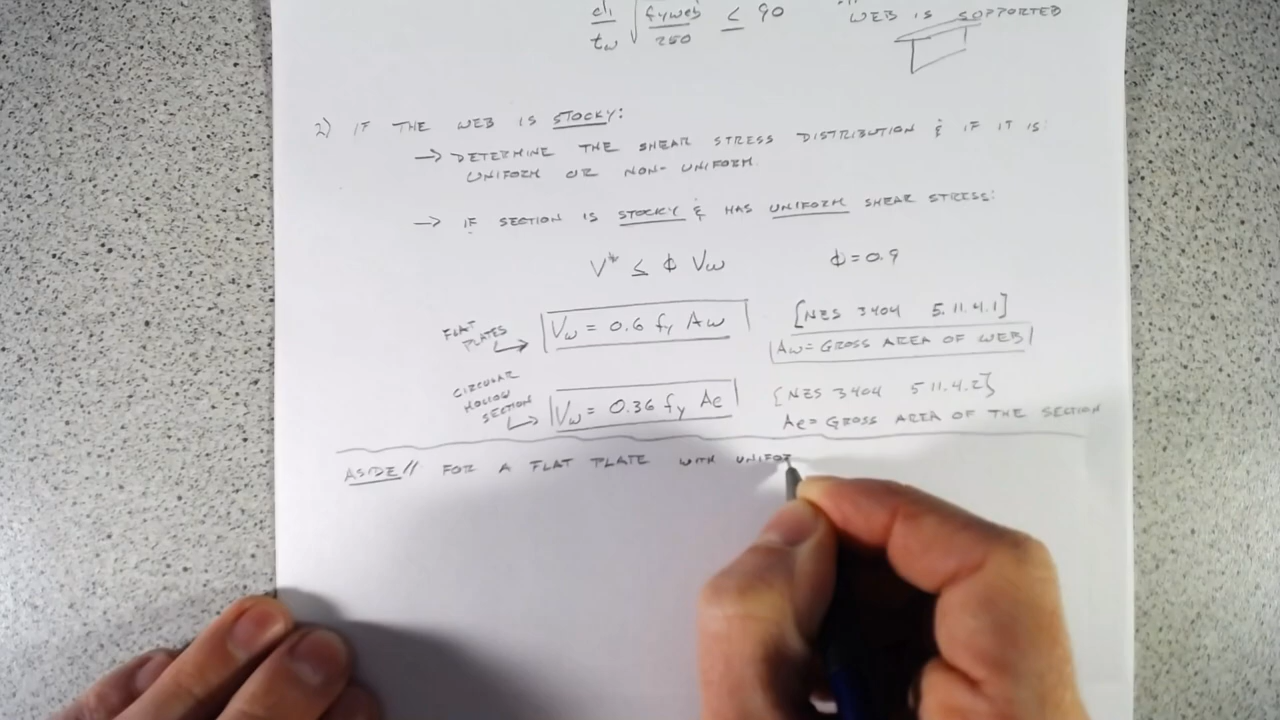 d1/tw √(fyweb/250) ≤ 90
WEB IS SUPPORTED
2) IF THE WEB IS STOCKY:
→ DETERMINE THE SHEAR STRESS DISTRIBUTION & IF IT IS
UNIFORM OR NON-UNIFORM.
→ IF SECTION IS STOCKY & HAS UNIFORM SHEAR STRESS:
V* ≤ ϕ Vw ϕ = 0.9
FLAT PLATES
Vw = 0.6 fy Aw
[NZS 3404 5.11.4.1]
Aw = GROSS AREA OF WEB
CIRCULAR HOLLOW SECTION
Vw = 0.36 fy Ae
[NZS 3404 5.11.4.2]
Ae = GROSS AREA OF THE SECTION
ASIDE// FOR A FLAT PLATE WITH UNIFOR